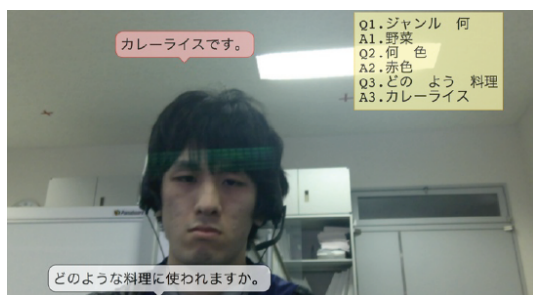 カレーライスです。
Q1.ジャンル 何
A1.野菜
Q2.何 色
A2.赤色
Q3.どの よう 料理
A3.カレーライス
どのような料理に使われますか。